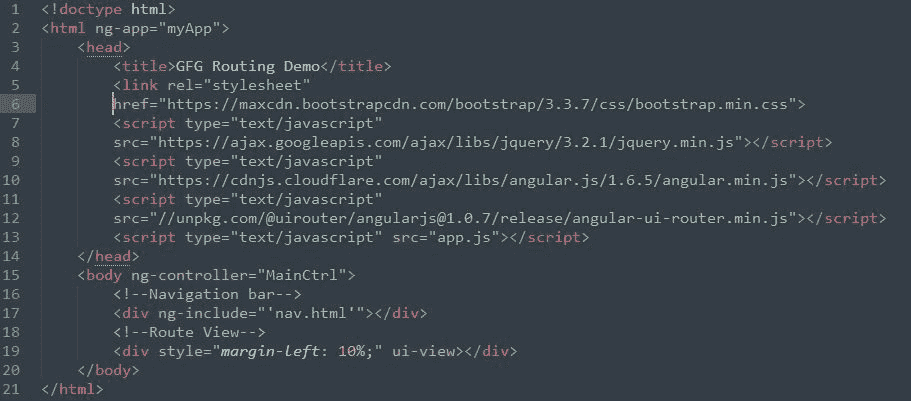 1 <!doctype html>
2 <html ng-app="myApp">
3     <head>
4         <title>GFG Routing Demo</title>
5         <link rel="stylesheet"
6         href="https://maxcdn.bootstrapcdn.com/bootstrap/3.3.7/css/bootstrap.min.css">
7         <script type="text/javascript"
8         src="https://ajax.googleapis.com/ajax/libs/jquery/3.2.1/jquery.min.js"></script>
9         <script type="text/javascript"
10         src="https://cdnjs.cloudflare.com/ajax/libs/angular.js/1.6.5/angular.min.js"></script>
11         <script type="text/javascript"
12         src="//unpkg.com/@uirouter/angularjs@1.0.7/release/angular-ui-router.min.js"></script>
13         <script type="text/javascript" src="app.js"></script>
14     </head>
15     <body ng-controller="MainCtrl">
16         <!--Navigation bar-->
17         <div ng-include="'nav.html'"></div>
18         <!--Route View-->
19         <div style="margin-left: 10%;" ui-view></div>
20     </body>
21 </html>